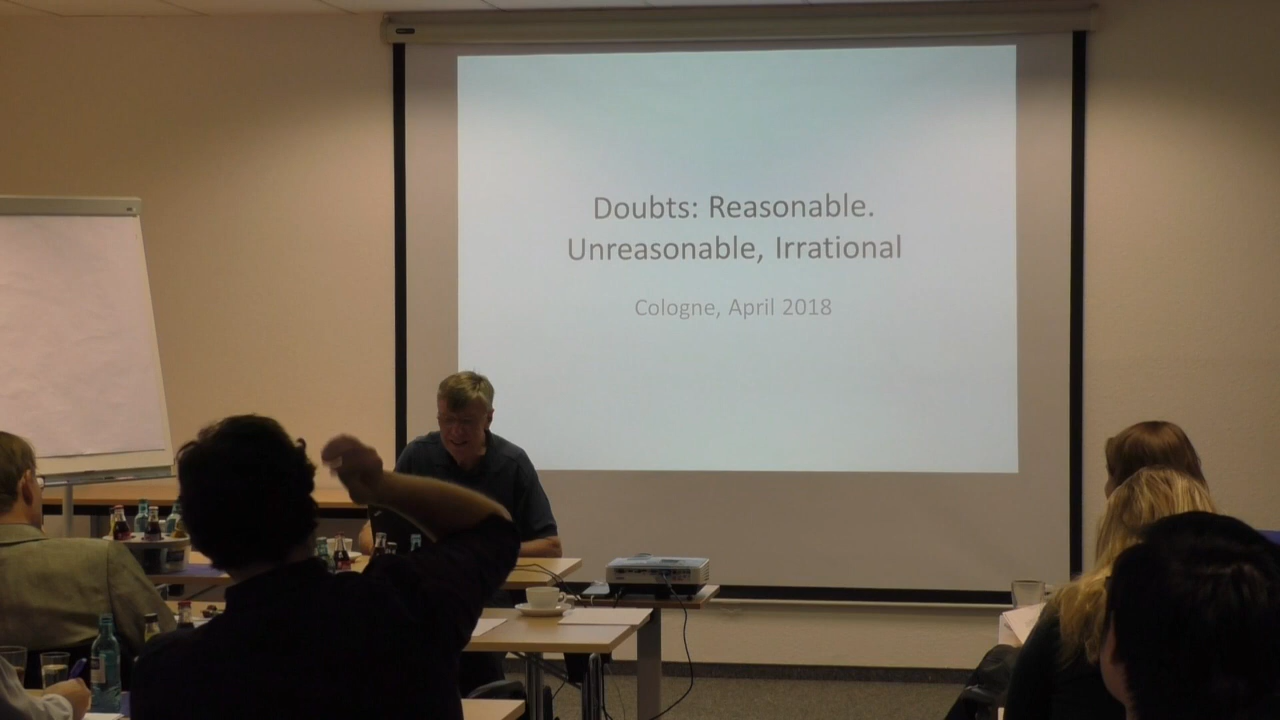 Doubts: Reasonable.
Unreasonable, Irrational
Cologne, April 2018